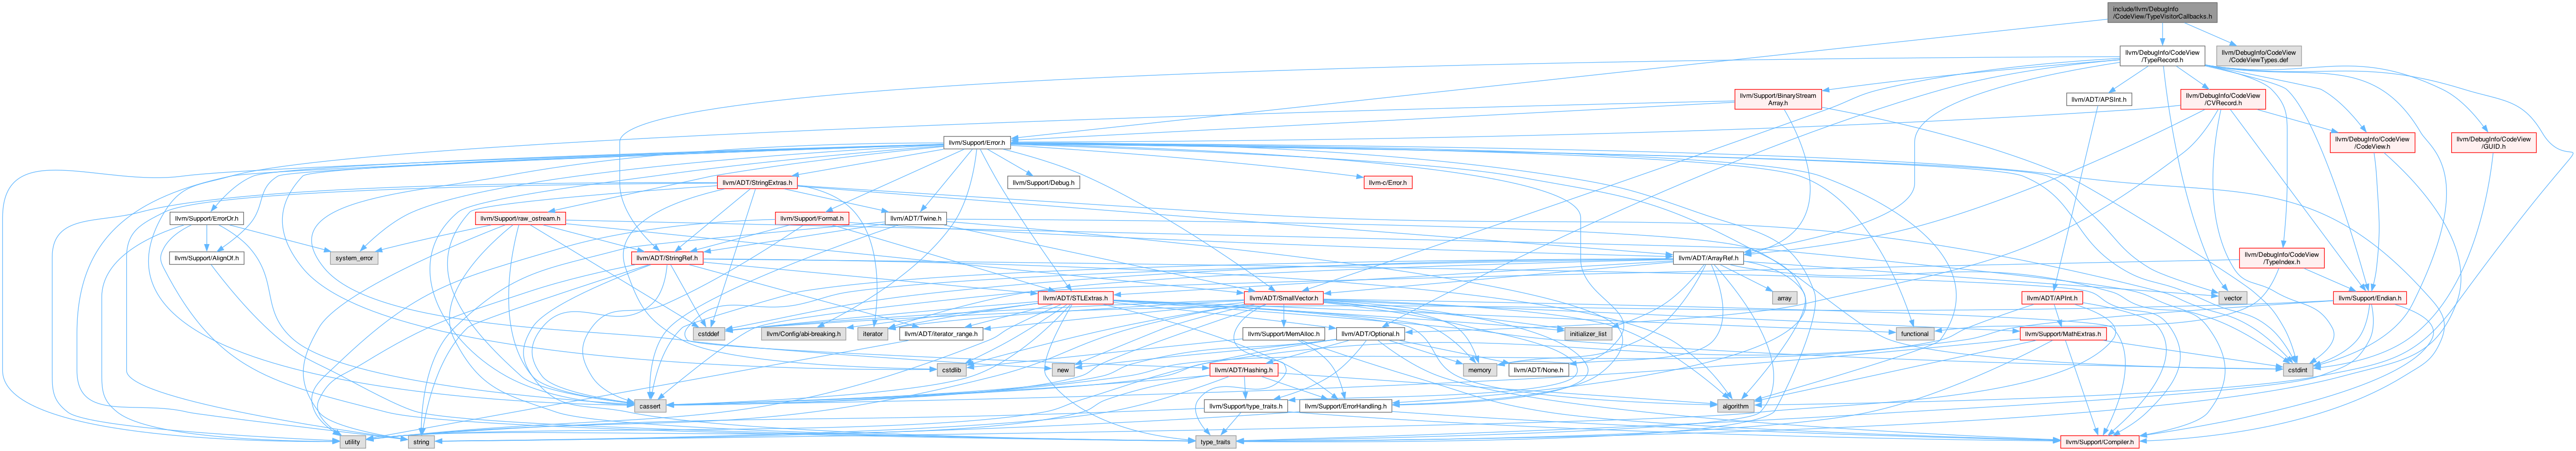 include/llvm/DebugInfo
/CodeView/TypeVisitorCallbacks.h
llvm/DebugInfo/CodeView
/TypeRecord.h
llvm/DebugInfo/CodeView
/CodeViewTypes.def
llvm/Support/BinaryStream
Array.h
llvm/ADT/APSInt.h
llvm/DebugInfo/CodeView
/CVRecord.h
llvm/Support/Error.h
llvm/DebugInfo/CodeView
/CodeView.h
llvm/DebugInfo/CodeView
/GUID.h
llvm/ADT/StringExtras.h
llvm/Support/Debug.h
llvm-c/Error.h
llvm/Support/ErrorOr.h
llvm/Support/raw_ostream.h
llvm/Support/Format.h
llvm/ADT/Twine.h
system_error
llvm/Support/AlignOf.h
llvm/ADT/StringRef.h
llvm/ADT/ArrayRef.h
llvm/DebugInfo/CodeView
/TypeIndex.h
llvm/ADT/STLExtras.h
llvm/ADT/SmallVector.h
array
llvm/ADT/APInt.h
vector
llvm/Support/Endian.h
cstddef
llvm/Config/abi-breaking.h
iterator
llvm/ADT/iterator_range.h
llvm/Support/MemAlloc.h
llvm/ADT/Optional.h
initializer_list
functional
llvm/Support/MathExtras.h
cstdlib
new
llvm/ADT/Hashing.h
memory
llvm/ADT/None.h
cstdint
cassert
llvm/Support/type_traits.h
llvm/Support/ErrorHandling.h
algorithm
utility
string
type_traits
llvm/Support/Compiler.h